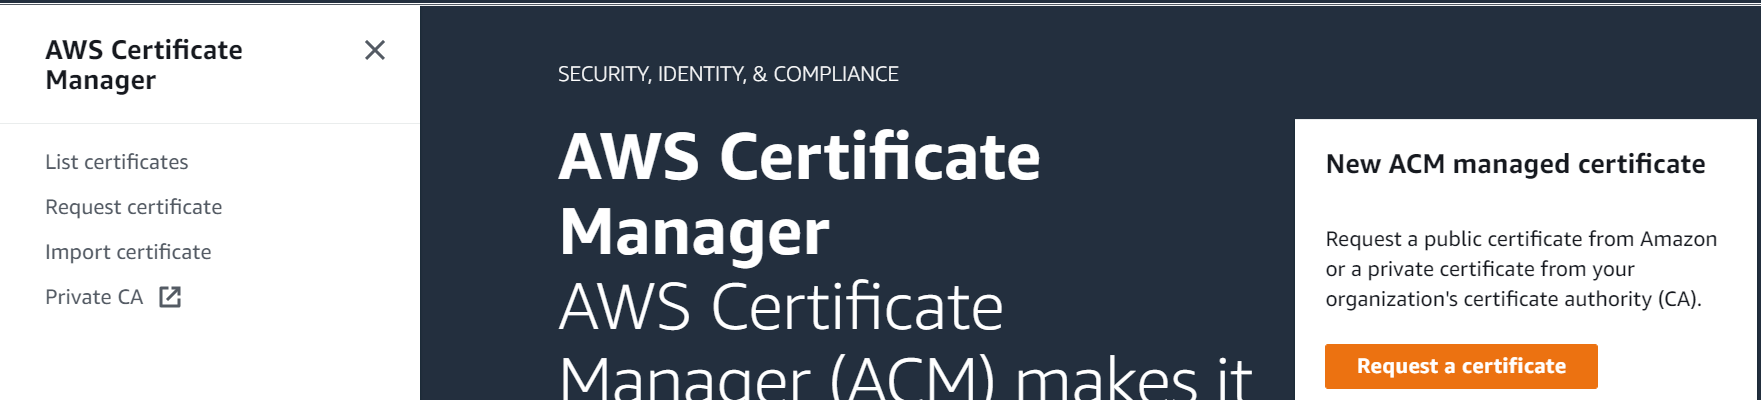 AWS Certificate
Manager
List certificates
Request certificate
Import certificate
Private CA
SECURITY, IDENTITY, & COMPLIANCE
AWS Certificate
Manager
AWS Certificate
Manager (ACM) makes it
New ACM managed certificate
Request a public certificate from Amazon
or a private certificate from your
organization's certificate authority (CA).
Request a certificate